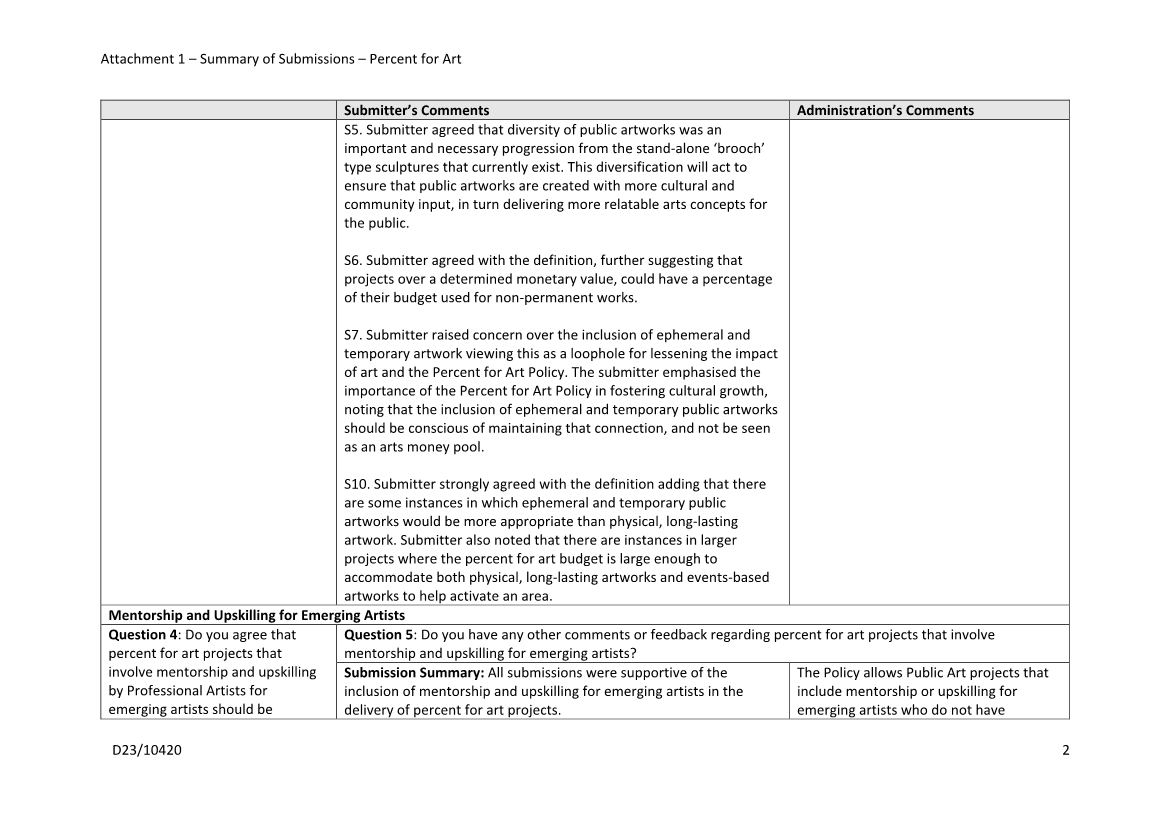 Attachment 1 – Summary of Submissions – Percent for Art
Submitter’s Comments
Administration’s Comments
S5. Submitter agreed that diversity of public artworks was an
important and necessary progression from the stand-alone ‘brooch’
type sculptures that currently exist. This diversification will act to
ensure that public artworks are created with more cultural and
community input, in turn delivering more relatable arts concepts for
the public.
S6. Submitter agreed with the definition, further suggesting that
projects over a determined monetary value, could have a percentage
of their budget used for non-permanent works.
S7. Submitter raised concern over the inclusion of ephemeral and
temporary artwork viewing this as a loophole for lessening the impact
of art and the Percent for Art Policy. The submitter emphasised the
importance of the Percent for Art Policy in fostering cultural growth,
noting that the inclusion of ephemeral and temporary public artworks
should be conscious of maintaining that connection, and not be seen
as an arts money pool.
S10. Submitter strongly agreed with the definition adding that there
are some instances in which ephemeral and temporary public
artworks would be more appropriate than physical, long-lasting
artwork. Submitter also noted that there are instances in larger
projects where the percent for art budget is large enough to
accommodate both physical, long-lasting artworks and events-based
artworks to help activate an area.
Mentorship and Upskilling for Emerging Artists
Question 4: Do you agree that
percent for art projects that
involve mentorship and upskilling
by Professional Artists for
emerging artists should be
Question 5: Do you have any other comments or feedback regarding percent for art projects that involve
mentorship and upskilling for emerging artists?
Submission Summary: All submissions were supportive of the
inclusion of mentorship and upskilling for emerging artists in the
delivery of percent for art projects.
The Policy allows Public Art projects that
include mentorship or upskilling for
emerging artists who do not have
D23/10420
2